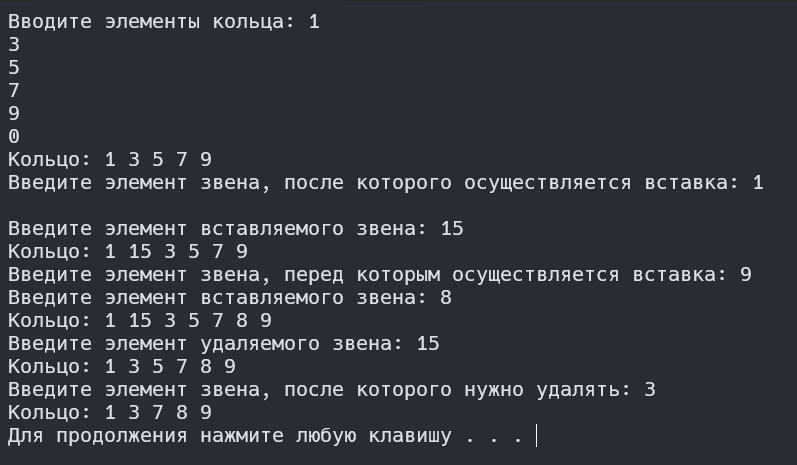 Вводите элементы кольца: 1
3
5
7
9
0
Кольцо: 1 3 5 7 9
Введите элемент звена, после которого осуществляется вставка: 1
Введите элемент вставляемого звена: 15
Кольцо: 1 15 3 5 7 9
Введите элемент звена, перед которым осуществляется вставка: 9
Введите элемент вставляемого звена: 8
Кольцо: 1 15 3 5 7 8 9
Введите элемент удаляемого звена: 15
Кольцо: 1 3 5 7 8 9
Введите элемент звена, после которого нужно удалять: 3
Кольцо: 1 3 7 8 9
Для продолжения нажмите любую клавишу . . .